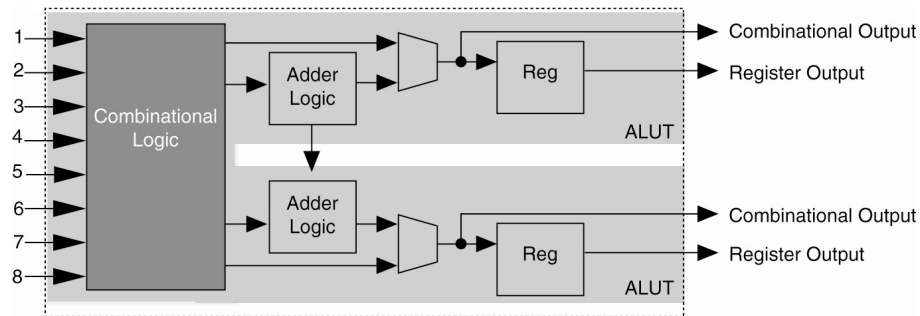 1
2
3
4
5
6
7
8
Combinational
Logic
Adder
Logic
Reg
ALUT
Combinational Output
Register Output
Adder
Logic
Reg
ALUT
Combinational Output
Register Output